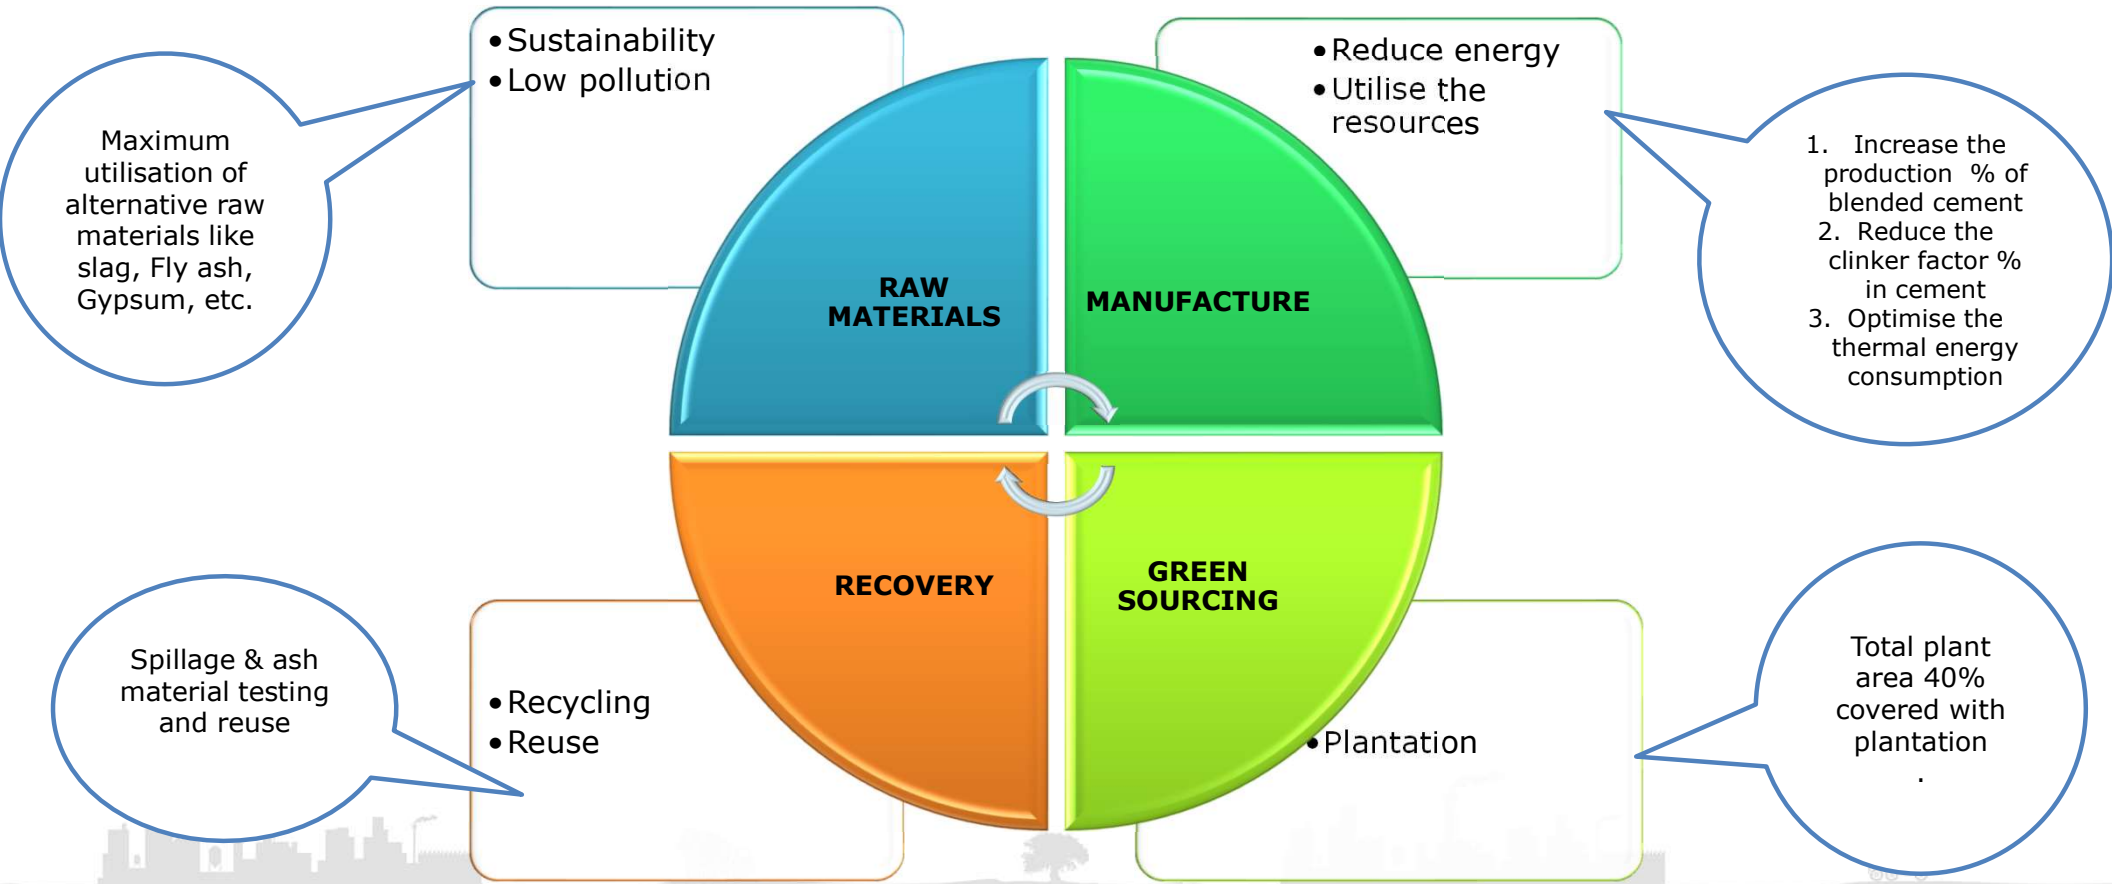 • Sustainability
• Low pollution
Maximum
utilisation of
alternative raw
materials like
slag, Fly ash,
Gypsum, etc.
RAW
MATERIALS
• Reduce energy
• Utilise the
resources
1. Increase the
production % of
blended cement
2. Reduce the
clinker factor %
in cement
3. Optimise the
thermal energy
consumption
MANUFACTURE
RECOVERY
• Recycling
• Reuse
Spillage & ash
material testing
and reuse
GREEN
SOURCING
• Plantation
Total plant
area 40%
covered with
plantation
.